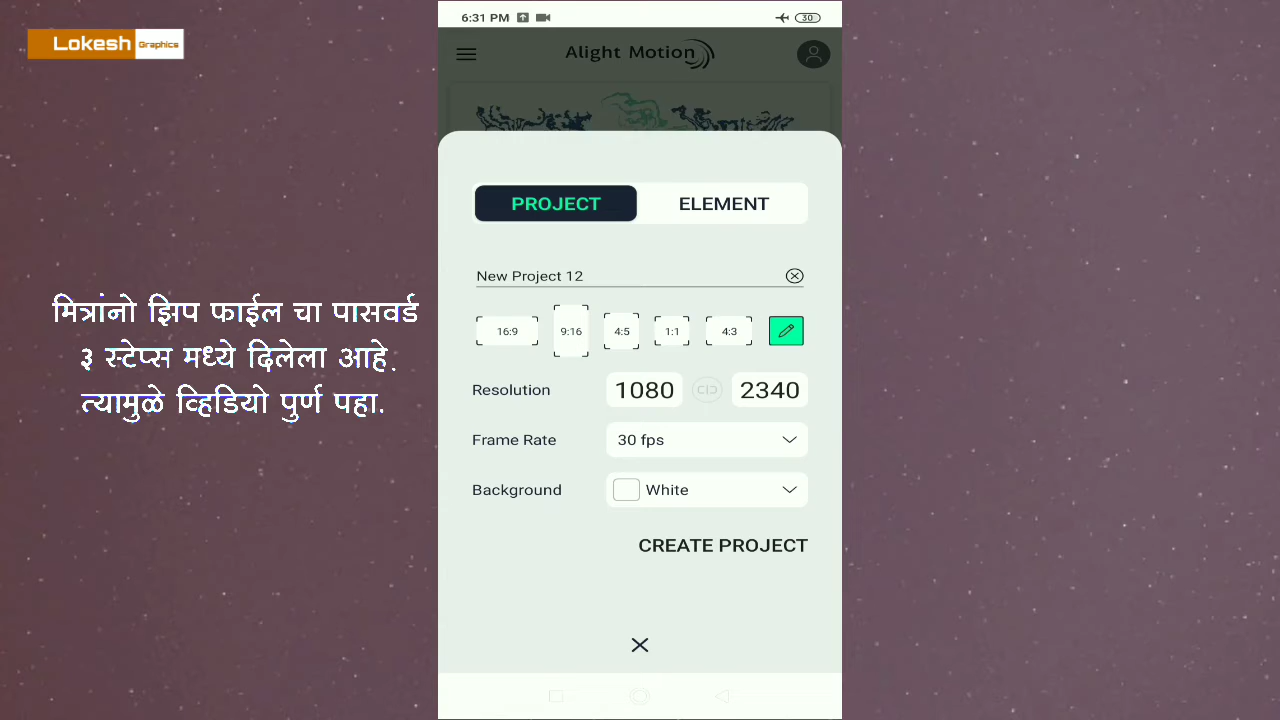 Lokesh Graphics
मित्रांनो झिप फाईल चा पासवर्ड
३ स्टेप्स मध्ये दिलेला आहे.
त्यामुळे व्हिडियो पुर्ण पहा.
6:31 PM 30
Alight Motion
PROJECT ELEMENT
New Project 12
16:9 9:16 4:5 1:1 4:3
Resolution 1080 2340
Frame Rate 30 fps
Background White
CREATE PROJECT